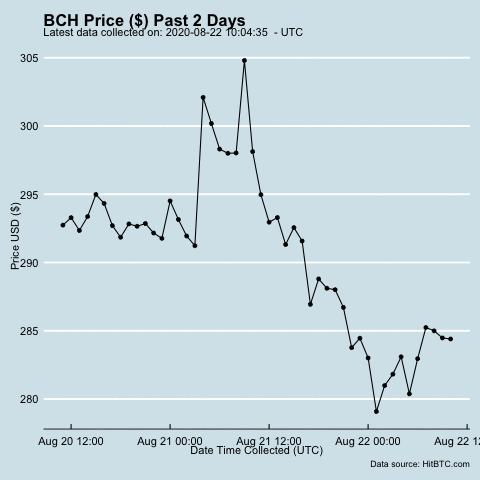 BCH Price ($) Past 2 Days
Latest data collected on: 2020-08-22 10:04:35 - UTC
305
300
295
290
285
280
Price USD ($)
Aug 20 12:00 Aug 21 00:00 Aug 21 12:00 Aug 22 00:00 Aug 22 12
Date Time Collected (UTC)
Data source: HitBTC.com